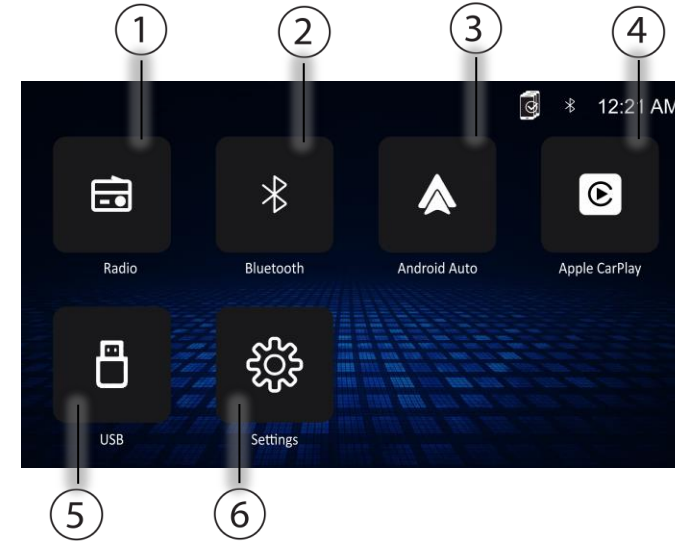 1 2 3 4
12:21 AM
Radio Bluetooth Android Auto Apple CarPlay
USB Settings
5 6